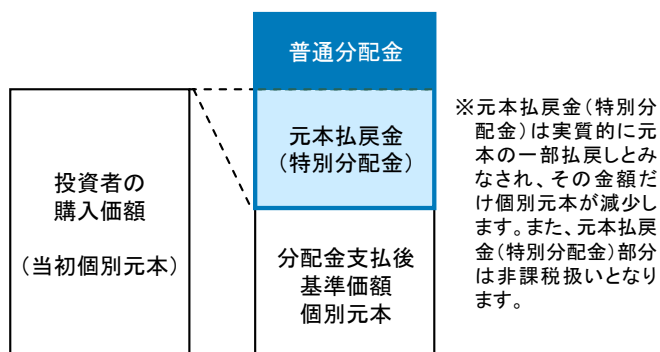 普通分配金
元本払戻金
（特別分配金）
投資者の
購入価額
（当初個別元本）
分配金支払後
基準価額
個別元本
※元本払戻金（特別分
配金）は実質的に元
本の一部払戻しとみ
なされ、その金額だ
け個別元本が減少し
ます。また、元本払戻
金（特別分配金）部分
は非課税扱いとなり
ます。